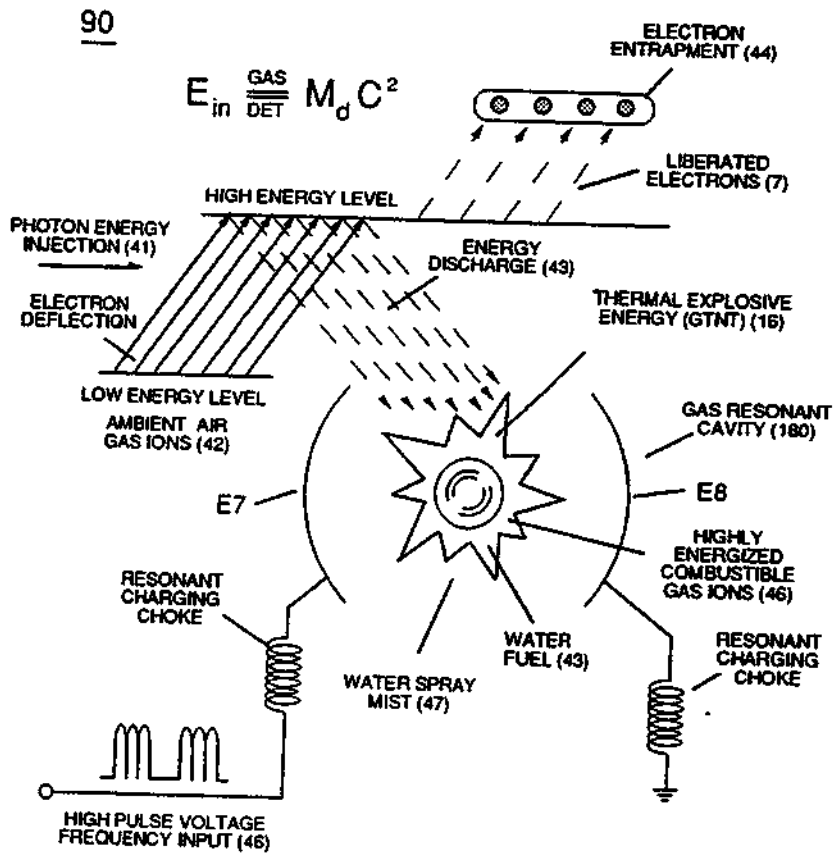 90
ELECTRON
ENTRAPMENT (44)
E_in GAS DET M_d C²
LIBERATED
ELECTRONS (7)
HIGH ENERGY LEVEL
PHOTON ENERGY
INJECTION (41)
ENERGY
DISCHARGE (43)
ELECTRON
DEFLECTION
THERMAL EXPLOSIVE
ENERGY (GTNT) (16)
LOW ENERGY LEVEL
AMBIENT AIR
GAS IONS (42)
GAS RESONANT
CAVITY (180)
E7
E8
HIGHLY
ENERGIZED
COMBUSTIBLE
GAS IONS (46)
RESONANT
CHARGING
CHOKE
WATER
FUEL (43)
RESONANT
CHARGING
CHOKE
WATER SPRAY
MIST (47)
HIGH PULSE VOLTAGE
FREQUENCY INPUT (46)